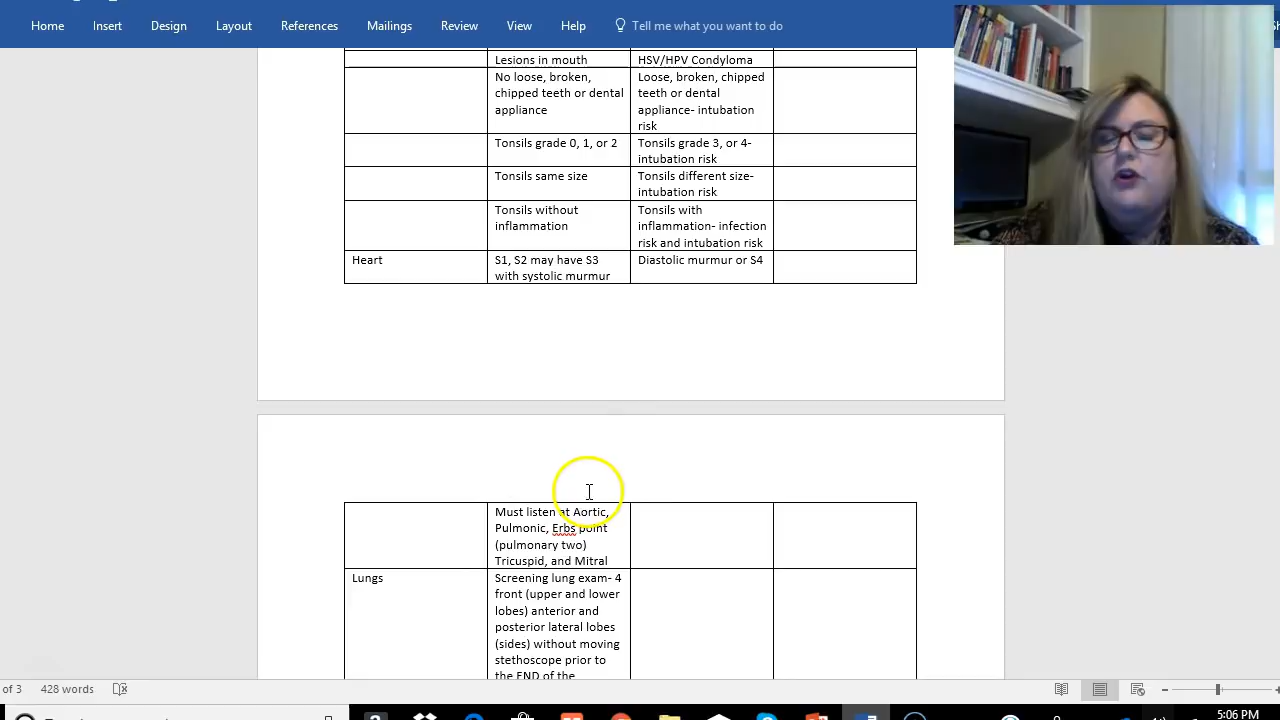 Home Insert Design Layout References Mailings Review View Help Tell me what you want to do
Lesions in mouth
HSV/HPV Condyloma
No loose, broken,
chipped teeth or dental
appliance
Loose, broken, chipped
teeth or dental
appliance- intubation
risk
Tonsils grade 0, 1, or 2
Tonsils grade 3, or 4-
intubation risk
Tonsils same size
Tonsils different size-
intubation risk
Tonsils without
inflammation
Tonsils with
inflammation- infection
risk and intubation risk
Heart
S1, S2 may have S3
with systolic murmur
Diastolic murmur or S4
Must listen at Aortic,
Pulmonic, Erbs point
(pulmonary two)
Tricuspid, and Mitral
Lungs
Screening lung exam- 4
front (upper and lower
lobes) anterior and
posterior lateral lobes
(sides) without moving
stethoscope prior to
the END of the
of 3 428 words
5:06 PM